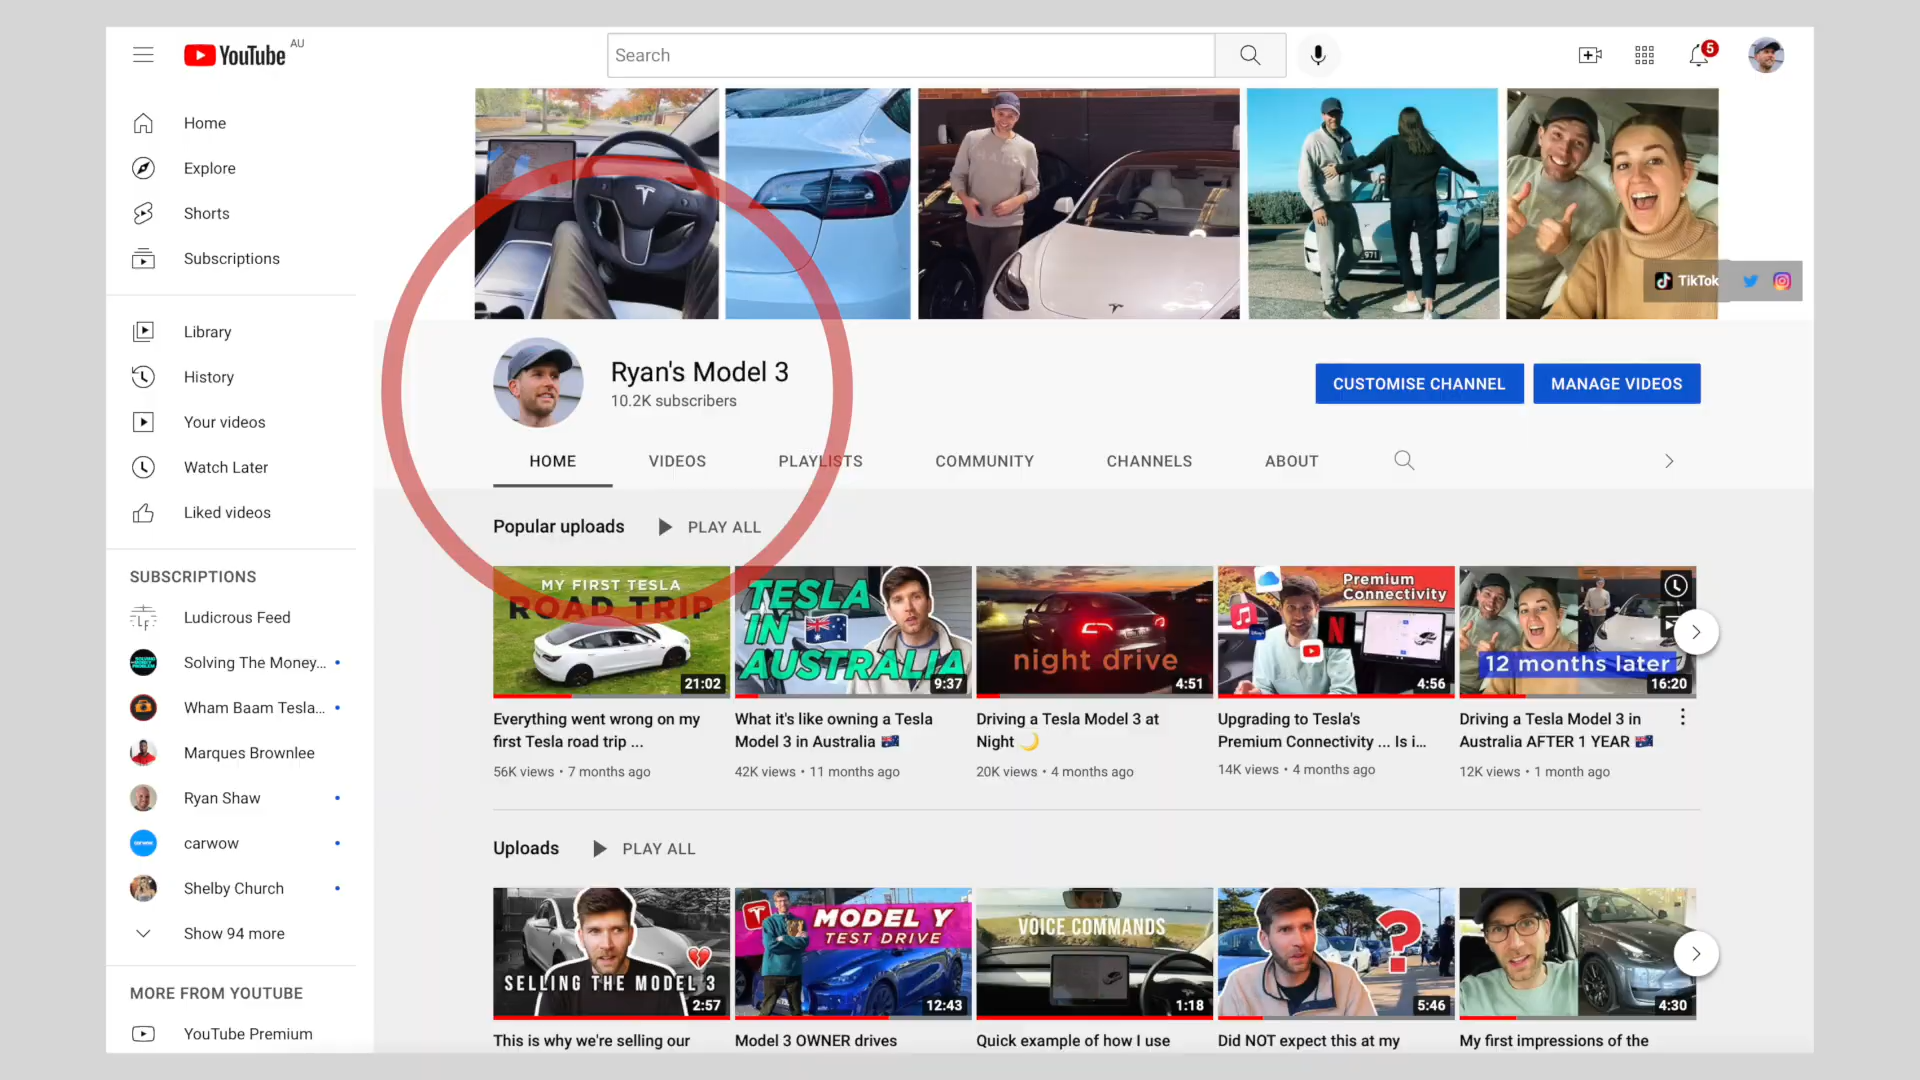 YouTube AU
Search
5
Home
Explore
Shorts
Subscriptions
Library
History
Your videos
Watch Later
Liked videos
SUBSCRIPTIONS
Ludicrous Feed
Solving The Money...
Wham Baam Tesla...
Marques Brownlee
Ryan Shaw
carwow
Shelby Church
Show 94 more
MORE FROM YOUTUBE
YouTube Premium
TikTok
Ryan's Model 3
10.2K subscribers
CUSTOMISE CHANNEL
MANAGE VIDEOS
HOME VIDEOS PLAYLISTS COMMUNITY CHANNELS ABOUT
Popular uploads PLAY ALL
MY FIRST TESLA
ROAD TRIP
21:02
TESLA
IN
AUSTRALIA
9:37
night drive
4:51
Premium
Connectivity
4:56
12 months later
16:20
Everything went wrong on my
first Tesla road trip ...
56K views • 7 months ago
What it's like owning a Tesla
Model 3 in Australia 🇦🇺
42K views • 11 months ago
Driving a Tesla Model 3 at
Night 🌙
20K views • 4 months ago
Upgrading to Tesla's
Premium Connectivity ... Is i...
14K views • 4 months ago
Driving a Tesla Model 3 in
Australia AFTER 1 YEAR 🇦🇺
12K views • 1 month ago
Uploads PLAY ALL
SELLING THE MODEL 3
2:57
MODEL Y
TEST DRIVE
12:43
VOICE COMMANDS
1:18
?
5:46
4:30
This is why we're selling our
Model 3 OWNER drives
Quick example of how I use
Did NOT expect this at my
My first impressions of the